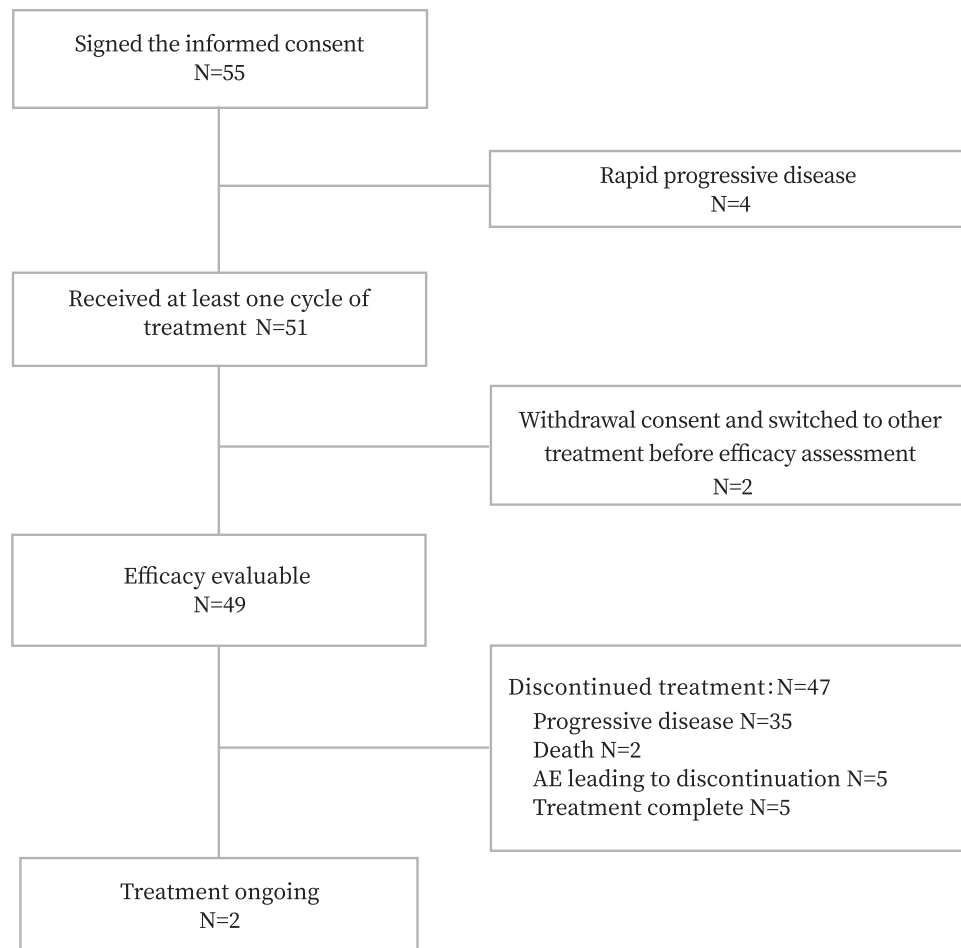 Signed the informed consent
N=55
Rapid progressive disease
N=4
Received at least one cycle of
treatment N=51
Withdrawal consent and switched to other
treatment before efficacy assessment
N=2
Efficacy evaluable
N=49
Discontinued treatment:N=47
Progressive disease N=35
Death N=2
AE leading to discontinuation N=5
Treatment complete N=5
Treatment ongoing
N=2